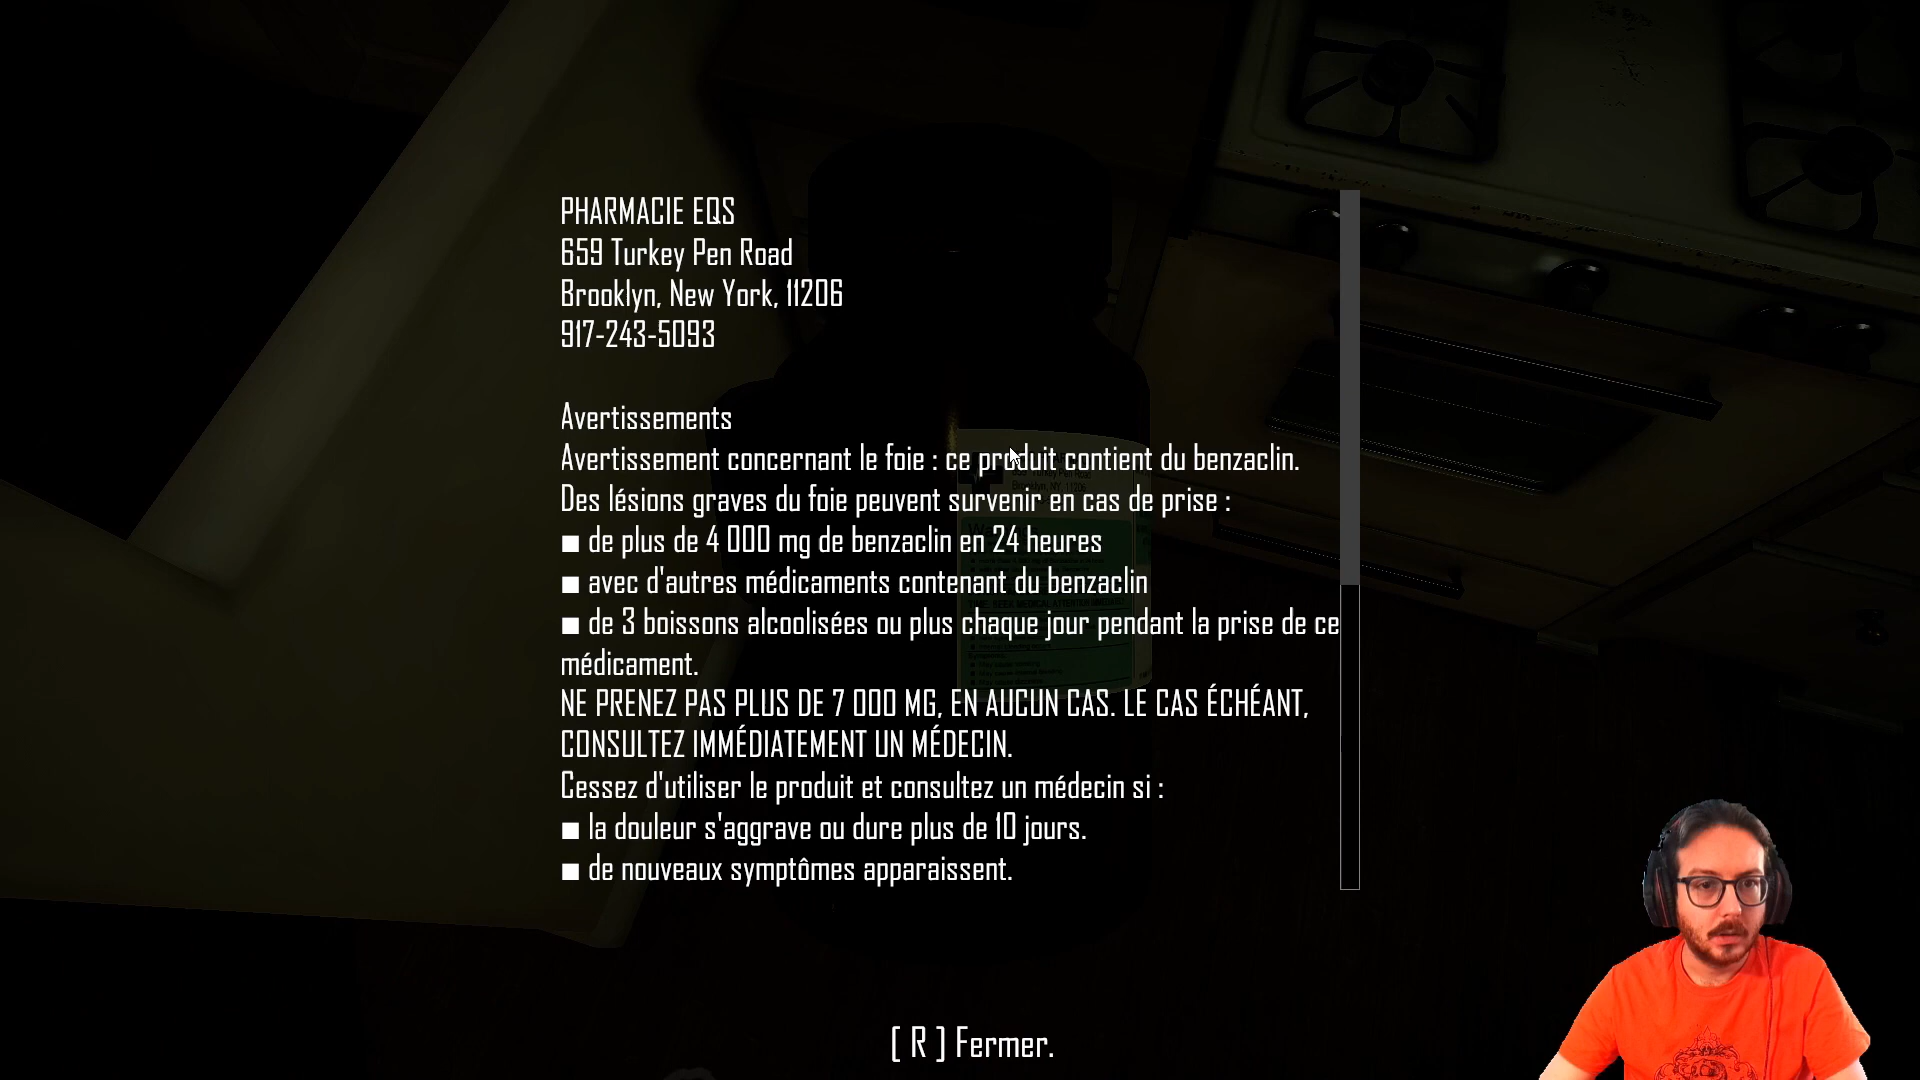 PHARMACIE EQS
659 Turkey Pen Road
Brooklyn, New York, 11206
917-243-5093
Avertissements
Avertissement concernant le foie : ce produit contient du benzaclin.
Des lésions graves du foie peuvent survenir en cas de prise :
■ de plus de 4 000 mg de benzaclin en 24 heures
■ avec d'autres médicaments contenant du benzaclin
■ de 3 boissons alcoolisées ou plus chaque jour pendant la prise de ce
médicament.
NE PRENEZ PAS PLUS DE 7 000 MG, EN AUCUN CAS. LE CAS ÉCHÉANT,
CONSULTEZ IMMÉDIATEMENT UN MÉDECIN.
Cessez d'utiliser le produit et consultez un médecin si :
■ la douleur s'aggrave ou dure plus de 10 jours.
■ de nouveaux symptômes apparaissent.
[ R ] Fermer.